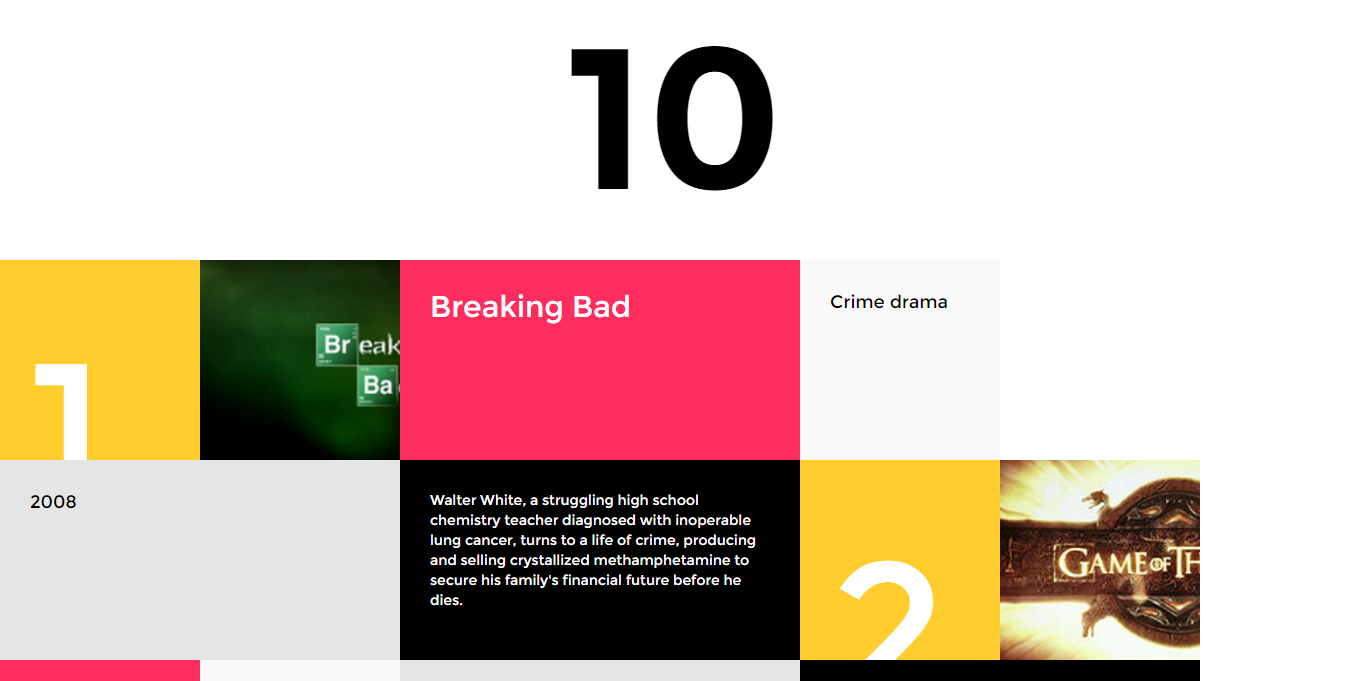 10
1
Br eak
Ba
Breaking Bad
Crime drama
2008
Walter White, a struggling high school
chemistry teacher diagnosed with inoperable
lung cancer, turns to a life of crime, producing
and selling crystallized methamphetamine to
secure his family's financial future before he
dies.
2
GAME OF TH